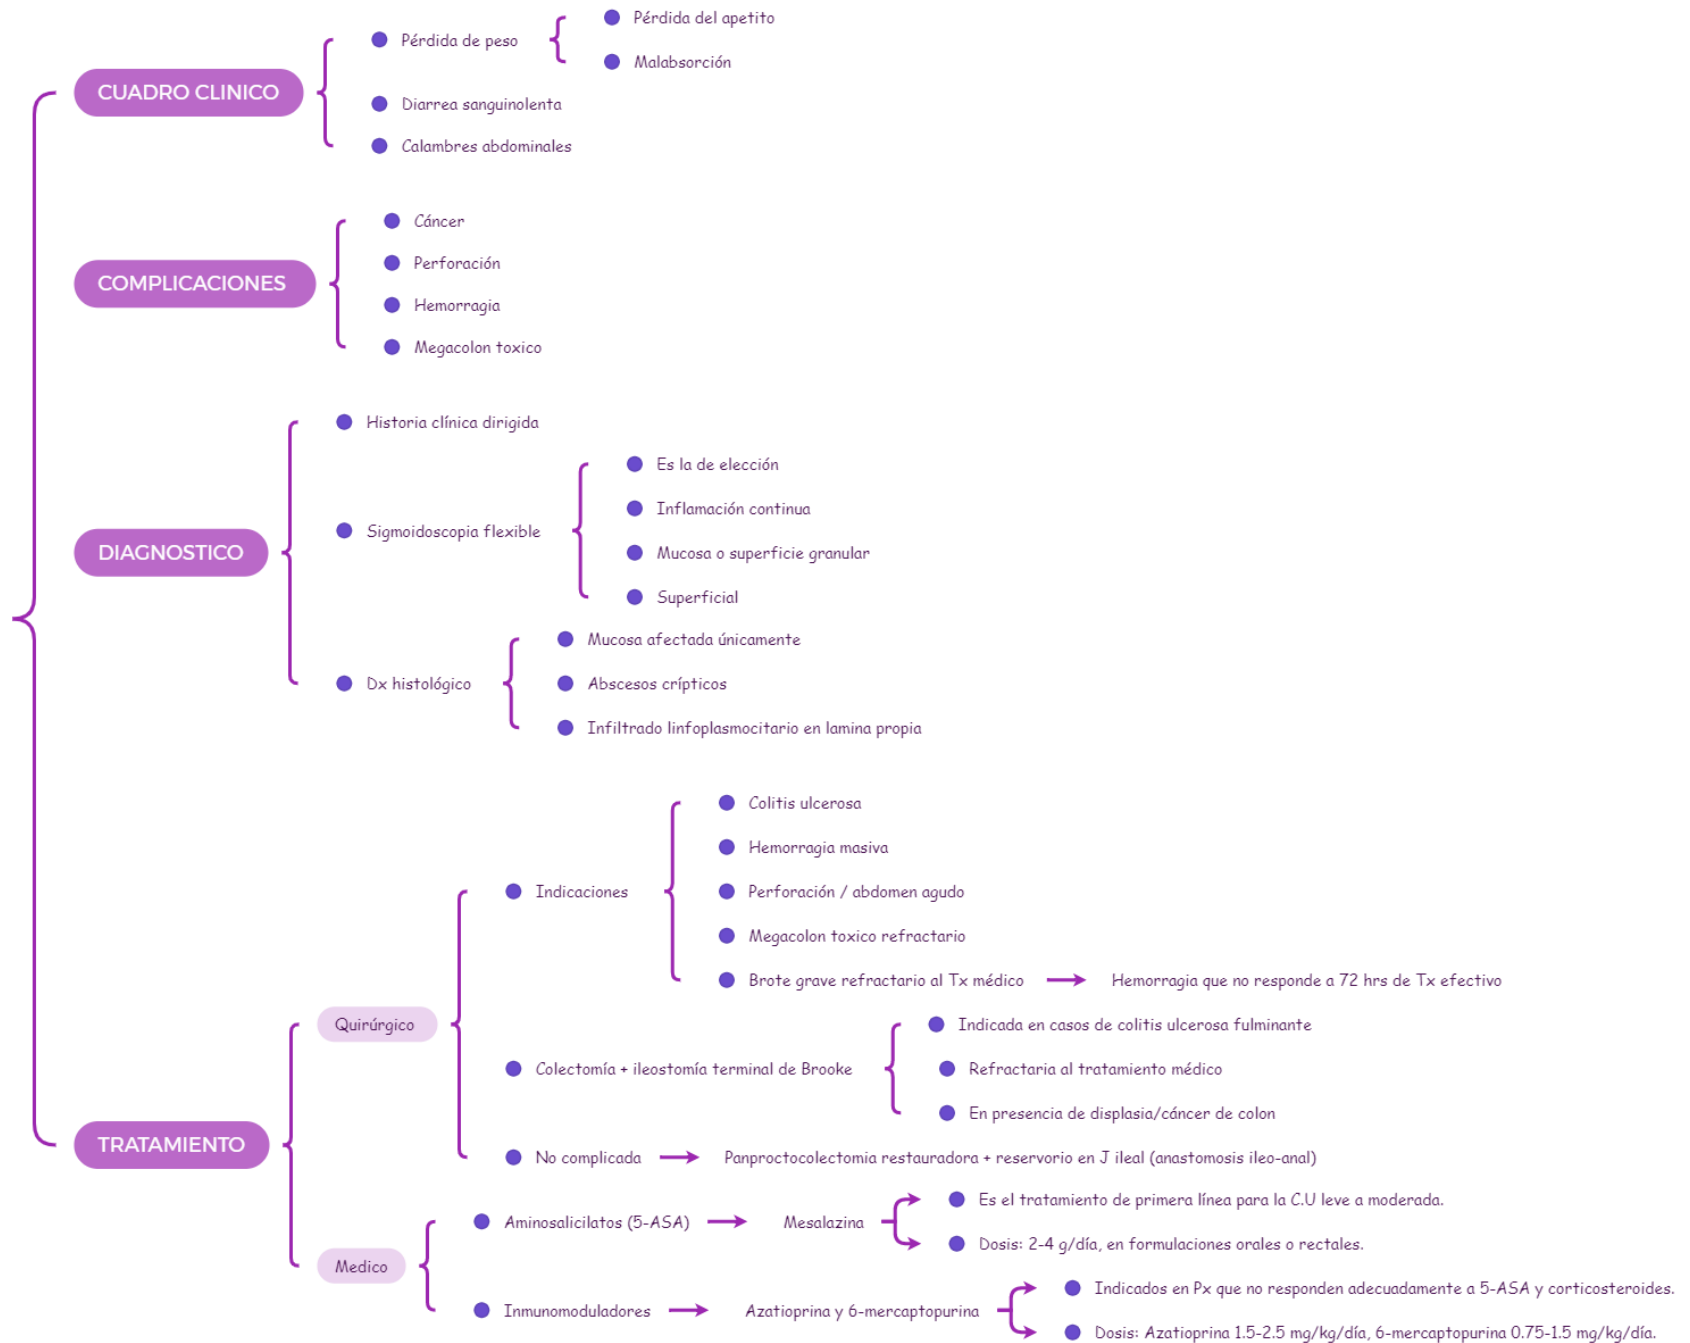 CUADRO CLINICO
Pérdida de peso
Pérdida del apetito
Malabsorción
Diarrea sanguinolenta
Calambres abdominales
COMPLICACIONES
Cáncer
Perforación
Hemorragia
Megacolon toxico
DIAGNOSTICO
Historia clínica dirigida
Sigmoidoscopia flexible
Es la de elección
Inflamación continua
Mucosa o superficie granular
Superficial
Dx histológico
Mucosa afectada únicamente
Abscesos crípticos
Infiltrado linfoplasmocitario en lamina propia
TRATAMIENTO
Quirúrgico
Indicaciones
Colitis ulcerosa
Hemorragia masiva
Perforación / abdomen agudo
Megacolon toxico refractario
Brote grave refractario al Tx médico
Hemorragia que no responde a 72 hrs de Tx efectivo
Colectomía + ileostomía terminal de Brooke
Indicada en casos de colitis ulcerosa fulminante
Refractaria al tratamiento médico
En presencia de displasia/cáncer de colon
No complicada
Panproctocolectomia restauradora + reservorio en J ileal (anastomosis ileo-anal)
Medico
Aminosalicilatos (5-ASA)
Mesalazina
Es el tratamiento de primera línea para la C.U leve a moderada.
Dosis: 2-4 g/día, en formulaciones orales o rectales.
Inmunomoduladores
Azatioprina y 6-mercaptopurina
Indicados en Px que no responden adecuadamente a 5-ASA y corticosteroides.
Dosis: Azatioprina 1.5-2.5 mg/kg/día, 6-mercaptopurina 0.75-1.5 mg/kg/día.